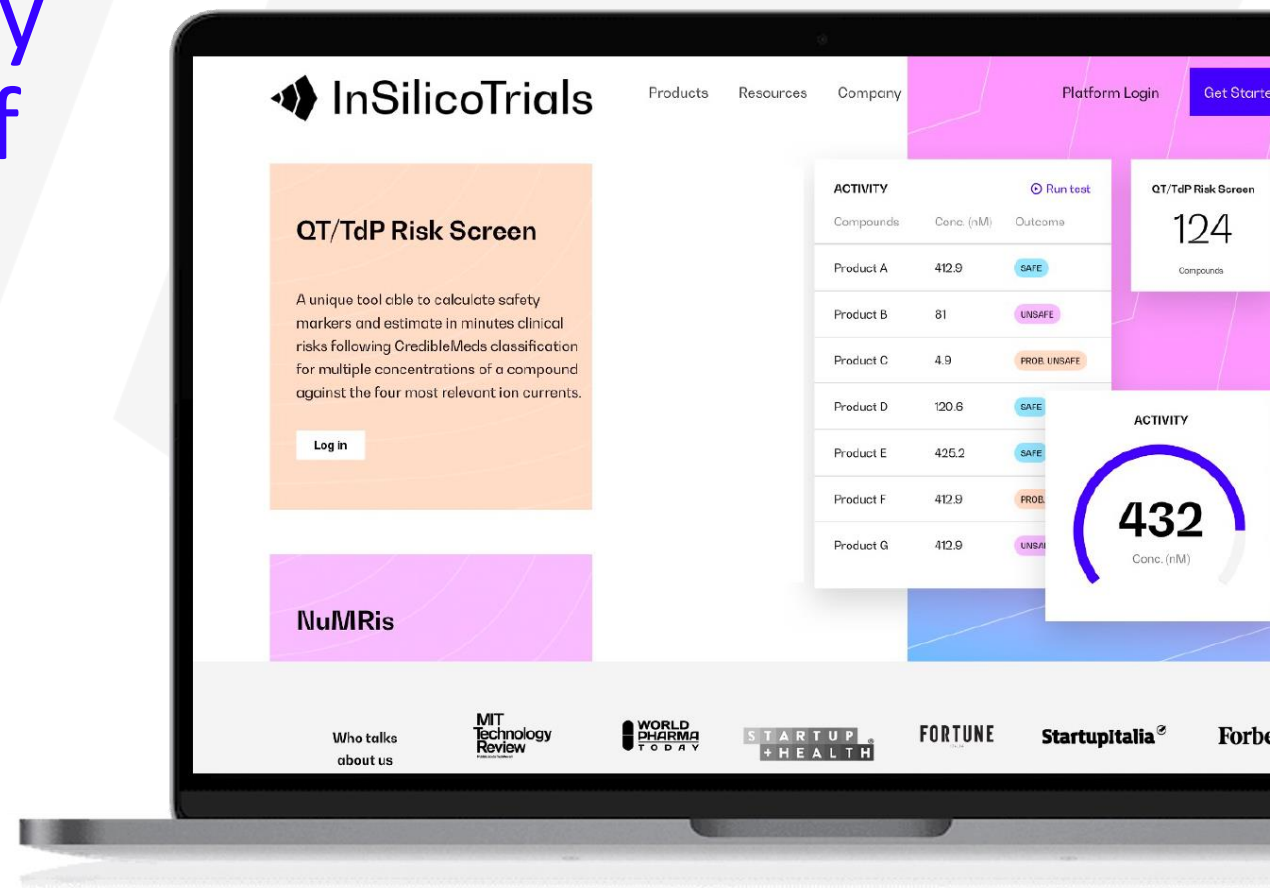 y
f
InSilicoTrials
Products Resources Company Platform Login Get Starte
QT/TdP Risk Screen
A unique tool able to calculate safety
markers and estimate in minutes clinical
risks following CredibleMeds classification
for multiple concentrations of a compound
against the four most relevant ion currents.
Log in
NuMRis
ACTIVITY Run test
Compounds Conc. (nM) Outcome
Product A 412.9 SAFE
Product B 81 UNSAFE
Product C 4.9 PROB. UNSAFE
Product D 120.6 SAFE
Product E 425.2 SAFE
Product F 412.9 PROB.
Product G 412.9 UNSA
QT/TdP Risk Screen
124
Compounds
ACTIVITY
432
Conc. (nM)
Who talks
about us
MIT
Technology
Review
WORLD
PHARMA
TODAY
STARTUP
+HEALTH
FORTUNE
StartupItalia
Forbe